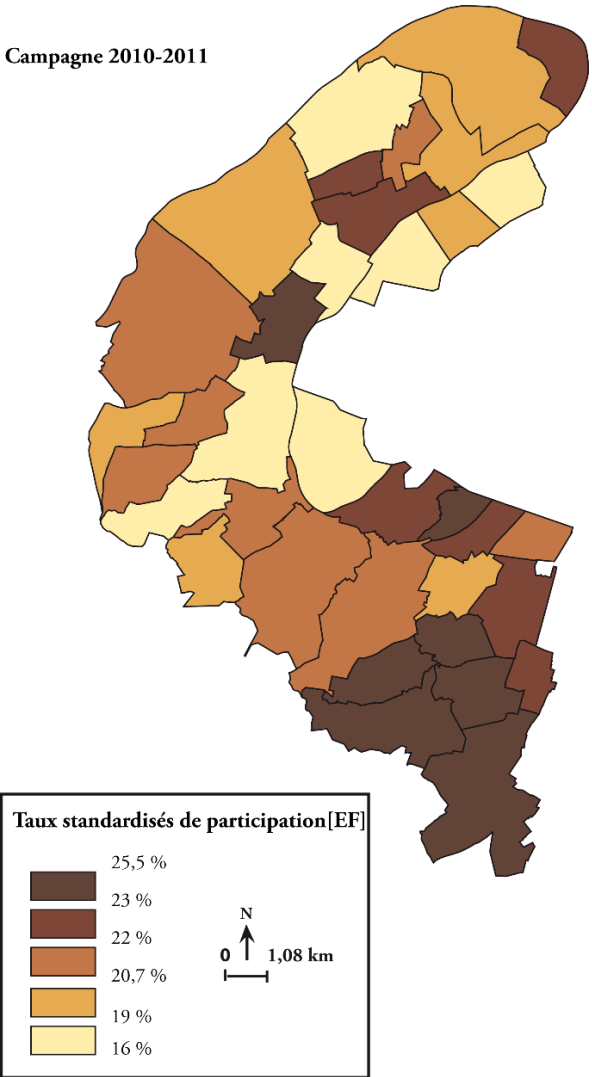 Campagne 2010-2011
Taux standardisés de participation[EF]
25,5 %
23 %
22 %
20,7 %
19 %
16 %
N
0 1,08 km